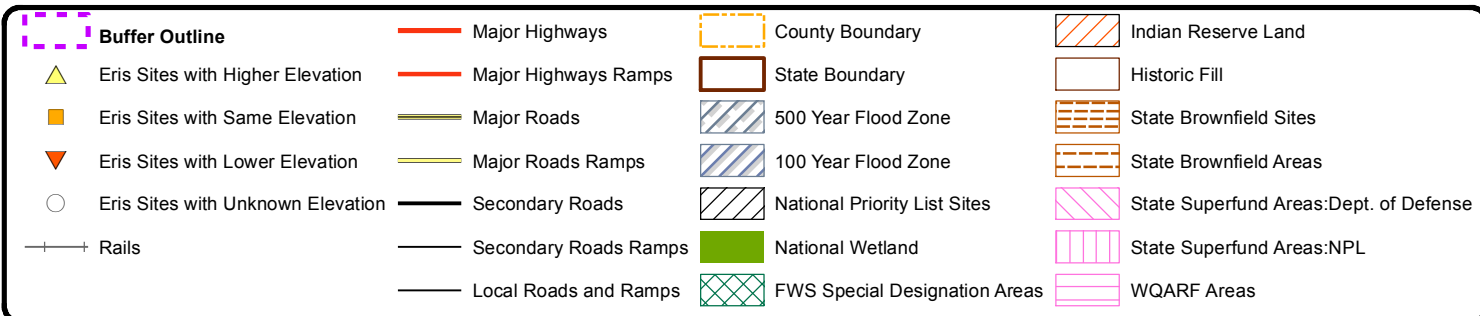 Buffer Outline
Eris Sites with Higher Elevation
Eris Sites with Same Elevation
Eris Sites with Lower Elevation
Eris Sites with Unknown Elevation
Rails
Major Highways
Major Highways Ramps
Major Roads
Major Roads Ramps
Secondary Roads
Secondary Roads Ramps
Local Roads and Ramps
County Boundary
State Boundary
500 Year Flood Zone
100 Year Flood Zone
National Priority List Sites
National Wetland
FWS Special Designation Areas
Indian Reserve Land
Historic Fill
State Brownfield Sites
State Brownfield Areas
State Superfund Areas:Dept. of Defense
State Superfund Areas:NPL
WQARF Areas